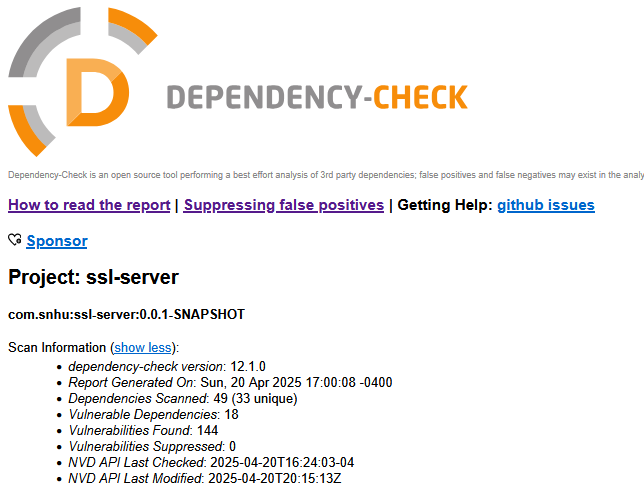 D
DEPENDENCY-CHECK
Dependency-Check is an open source tool performing a best effort analysis of 3rd party dependencies; false positives and false negatives may exist in the analy
How to read the report | Suppressing false positives | Getting Help: github issues
Sponsor
Project: ssl-server
com.snhu:ssl-server:0.0.1-SNAPSHOT
Scan Information (show less):
• dependency-check version: 12.1.0
• Report Generated On: Sun, 20 Apr 2025 17:00:08 -0400
• Dependencies Scanned: 49 (33 unique)
• Vulnerable Dependencies: 18
• Vulnerabilities Found: 144
• Vulnerabilities Suppressed: 0
• NVD API Last Checked: 2025-04-20T16:24:03-04
• NVD API Last Modified: 2025-04-20T20:15:13Z